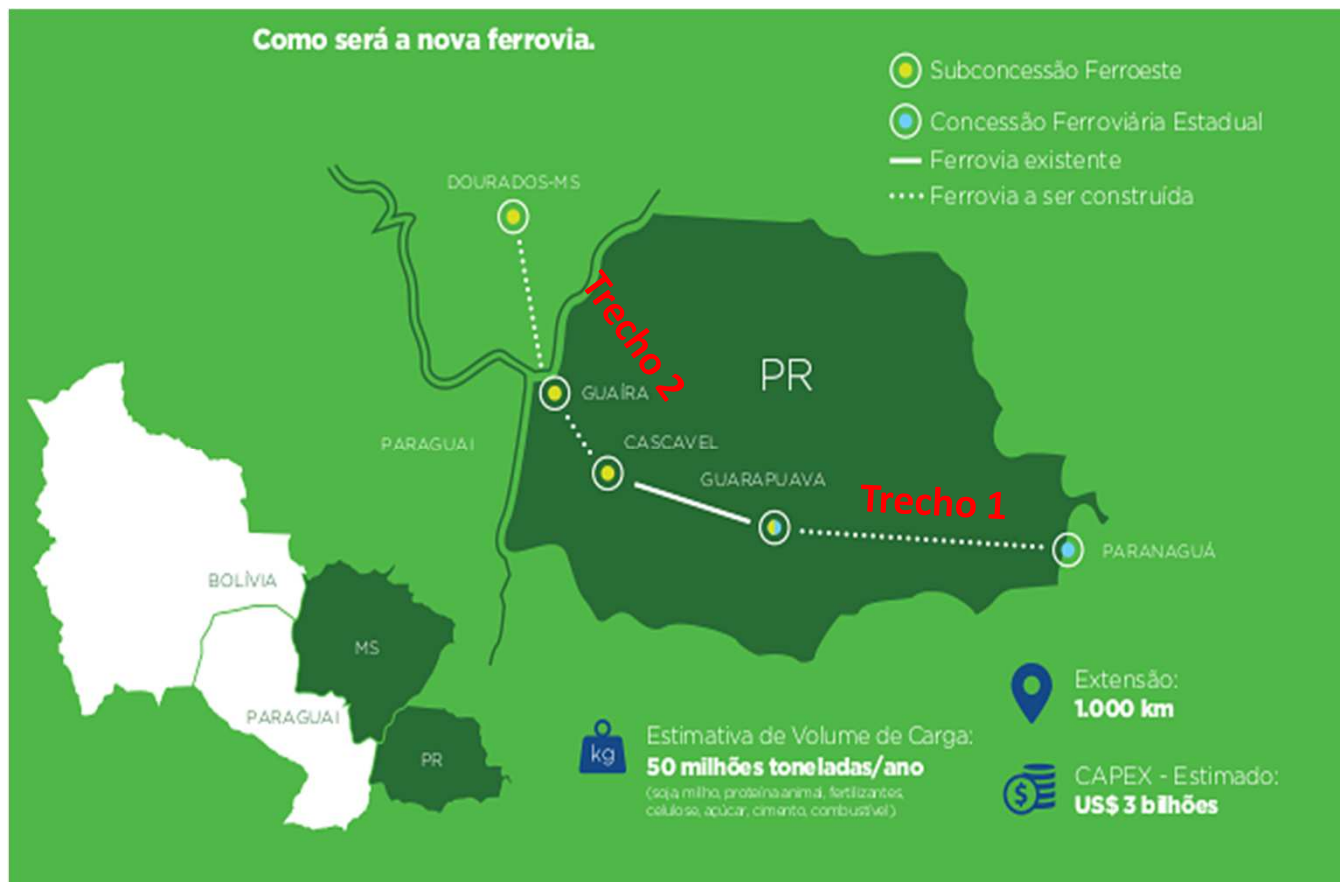 Como será a nova ferrovia.
Subconcessão Ferroeste
Concessão Ferroviária Estadual
Ferrovia existente
Ferrovia a ser construída
DOURADOS-MS
Trecho 2
PR
GUAÍRA
PARAGUAI
CASCAVEL
GUARAPUAVA
Trecho 1
PARANAGUÁ
BOLÍVIA
MS
PARAGUAI
PR
kg
Estimativa de Volume de Carga:
50 milhões toneladas/ano
(soja, milho, proteína animal, fertilizantes,
celulose, açúcar, cimento, combustível)
Extensão:
1.000 km
$
CAPEX - Estimado:
US$ 3 bilhões